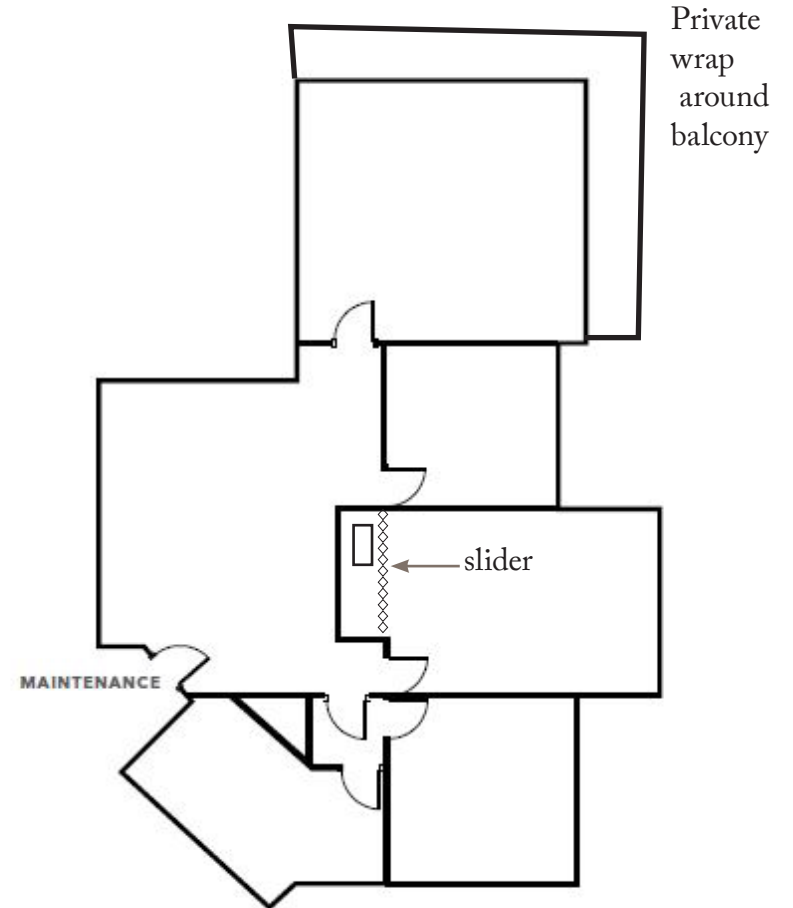 Private
wrap
around
balcony
slider
MAINTENANCE